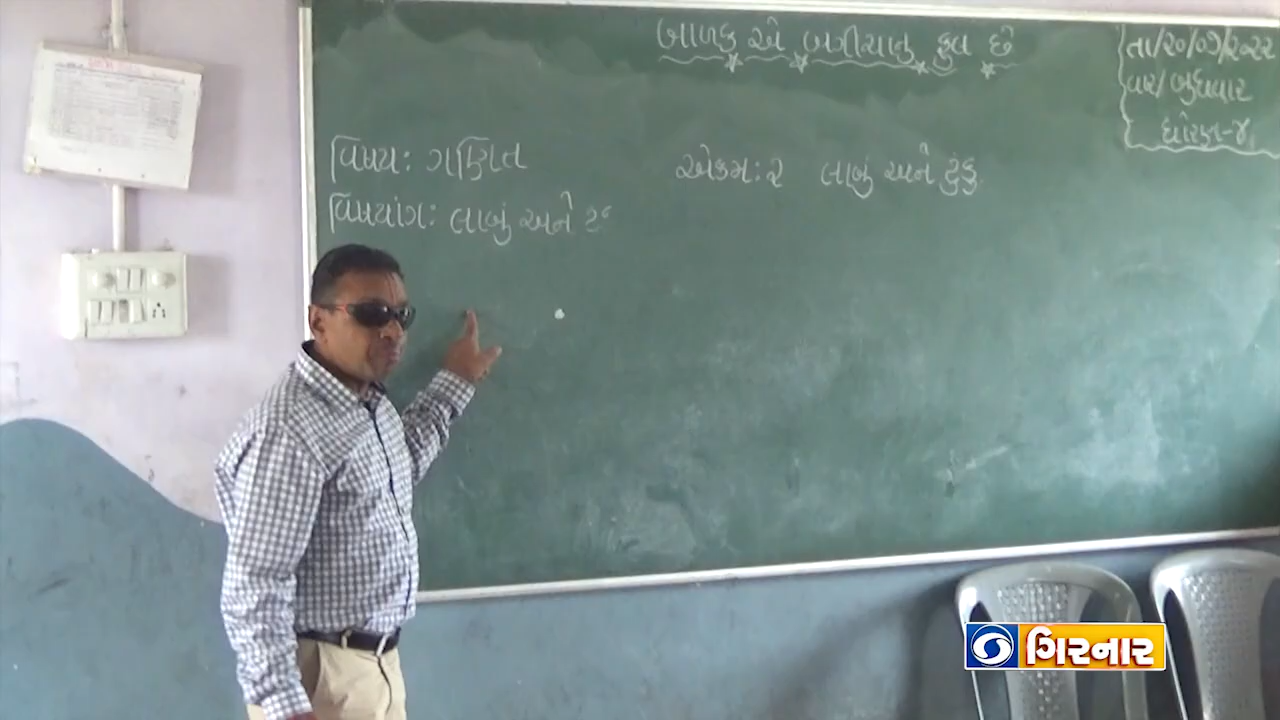 બાળક એ બગીચાનું ફુલ છે
તા/૨૦/૦૭/૨૦૨૨
વાર/બુધવાર
ધોરણ-૪
વિષય: ગણિત
એકમ: ૨ લાબું અને ટુંકુ
વિષયાંગ: લાબું અને
ગિરનાર